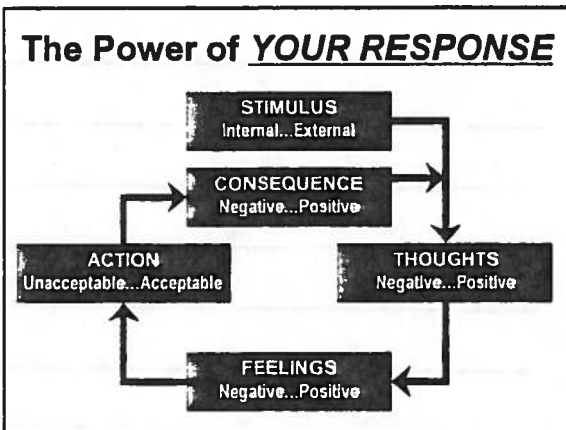 The Power of YOUR RESPONSE
STIMULUS
Internal...External
CONSEQUENCE
Negative...Positive
ACTION
Unacceptable...Acceptable
THOUGHTS
Negative...Positive
FEELINGS
Negative...Positive